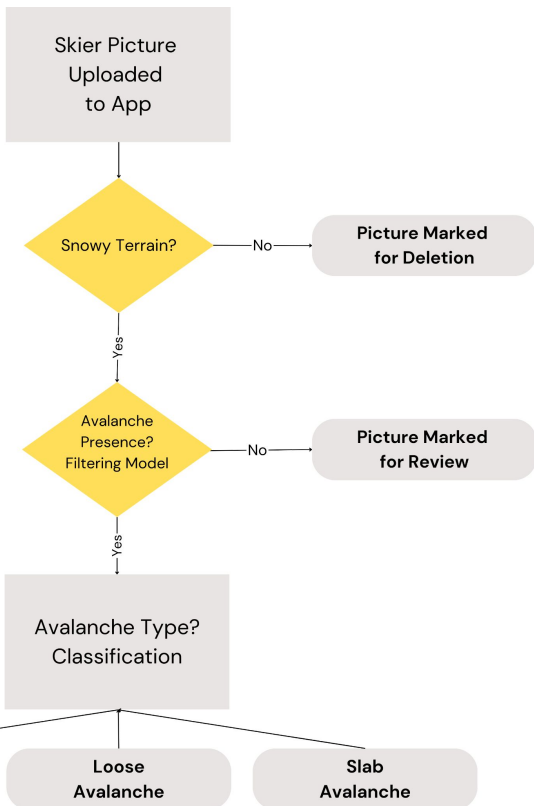 Skier Picture
Uploaded
to App
Snowy Terrain?
No
Picture Marked
for Deletion
Yes
Avalanche
Presence?
Filtering Model
No
Picture Marked
for Review
Yes
Avalanche Type?
Classification
Loose
Avalanche
Slab
Avalanche